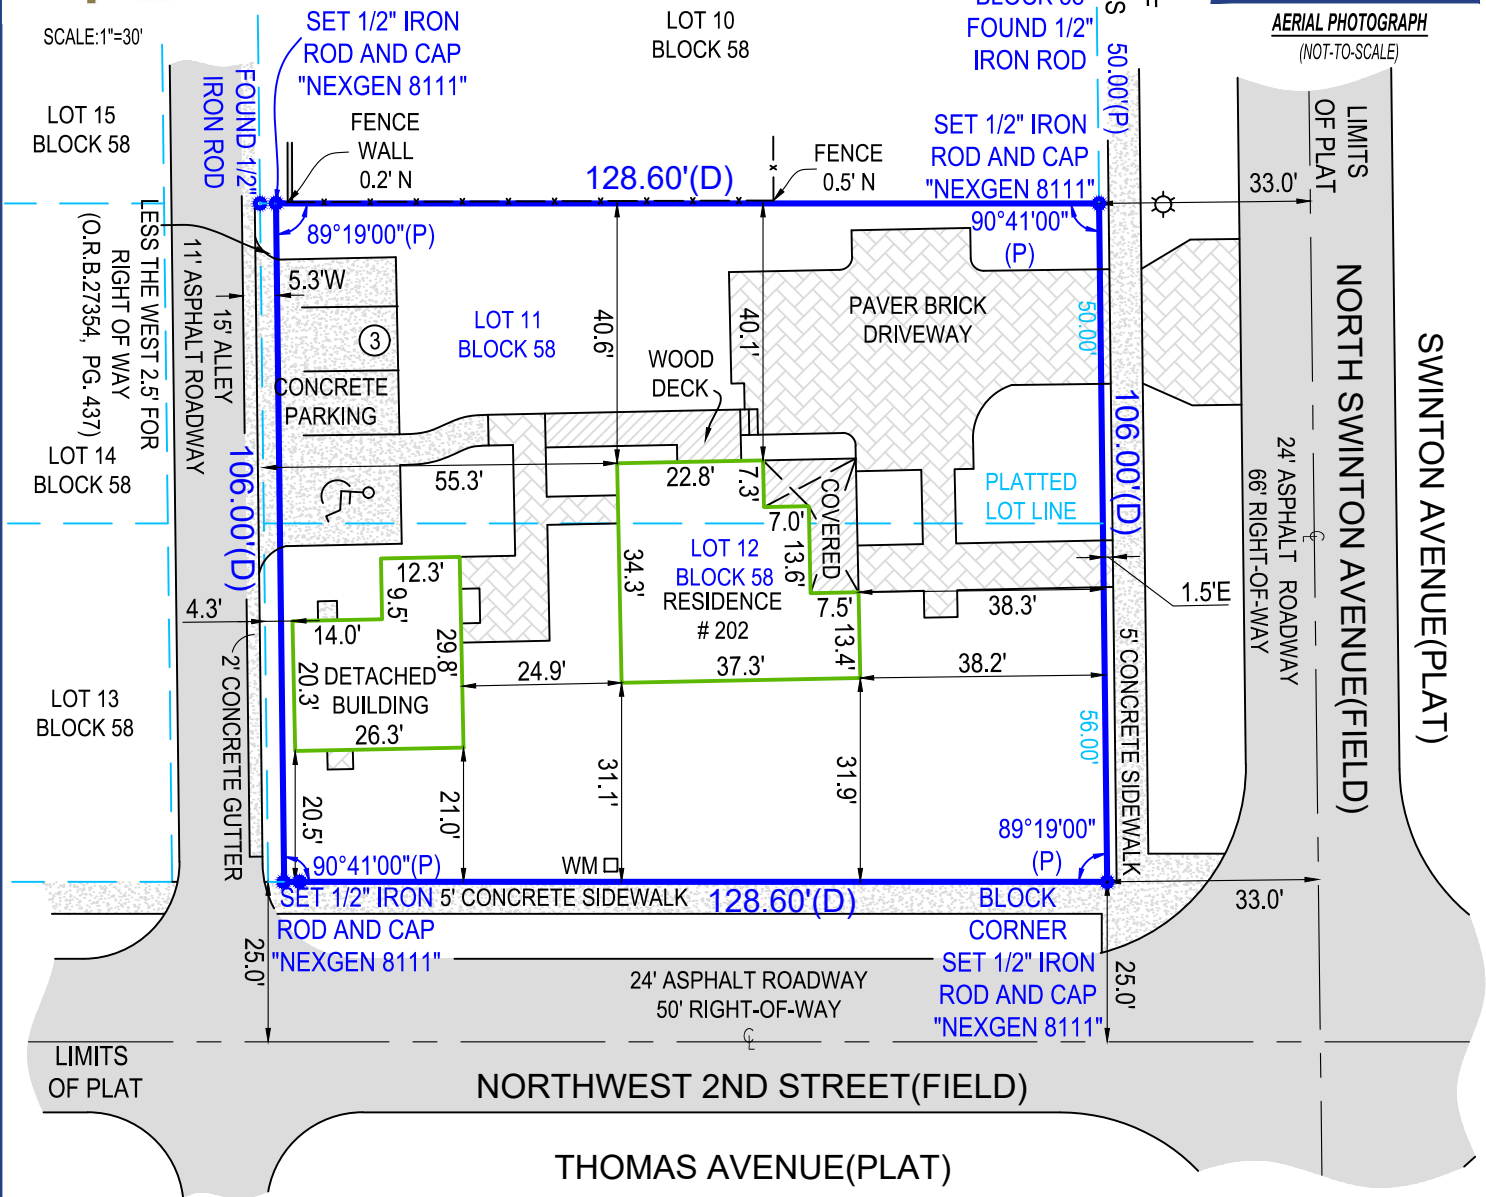 SCALE:1"=30'
SET 1/2" IRON
ROD AND CAP
"NEXGEN 8111"
LOT 10
BLOCK 58
FOUND 1/2"
IRON ROD
50.00'(P)
AERIAL PHOTOGRAPH
(NOT-TO-SCALE)
LOT 15
BLOCK 58
FOUND 1/2"
IRON ROD
FENCE
WALL
0.2' N
128.60'(D)
FENCE
0.5' N
SET 1/2" IRON
ROD AND CAP
"NEXGEN 8111"
LIMITS
OF PLAT
33.0'
89°19'00"(P)
90°41'00"
(P)
LESS THE WEST 2.5' FOR
RIGHT OF WAY
(O.R.B.27354, PG. 437)
11' ASPHALT ROADWAY
15' ALLEY
5.3'W
3
CONCRETE
PARKING
LOT 11
BLOCK 58
40.6'
40.1'
WOOD
DECK
PAVER BRICK
DRIVEWAY
50.00'
106.00'(D)
NORTH SWINTON AVENUE(FIELD)
SWINTON AVENUE(PLAT)
24' ASPHALT ROADWAY
66' RIGHT-OF-WAY
℄
LOT 14
BLOCK 58
106.00'(D)
55.3'
22.8'
7.3'
7.0'
COVERED
PLATTED
LOT LINE
LOT 12
BLOCK 58
RESIDENCE
# 202
34.3'
13.6'
7.5'
13.4'
37.3'
38.3'
1.5'E
12.3'
9.5'
4.3'
14.0'
29.8'
20.3'
DETACHED
BUILDING
26.3'
24.9'
38.2'
2' CONCRETE GUTTER
5' CONCRETE SIDEWALK
56.00'
LOT 13
BLOCK 58
20.5'
21.0'
31.1'
31.9'
89°19'00"
(P)
90°41'00"(P)
WM
33.0'
SET 1/2" IRON
ROD AND CAP
"NEXGEN 8111"
5' CONCRETE SIDEWALK
128.60'(D)
BLOCK
CORNER
SET 1/2" IRON
ROD AND CAP
"NEXGEN 8111"
25.0'
25.0'
24' ASPHALT ROADWAY
50' RIGHT-OF-WAY
℄
LIMITS
OF PLAT
NORTHWEST 2ND STREET(FIELD)
THOMAS AVENUE(PLAT)